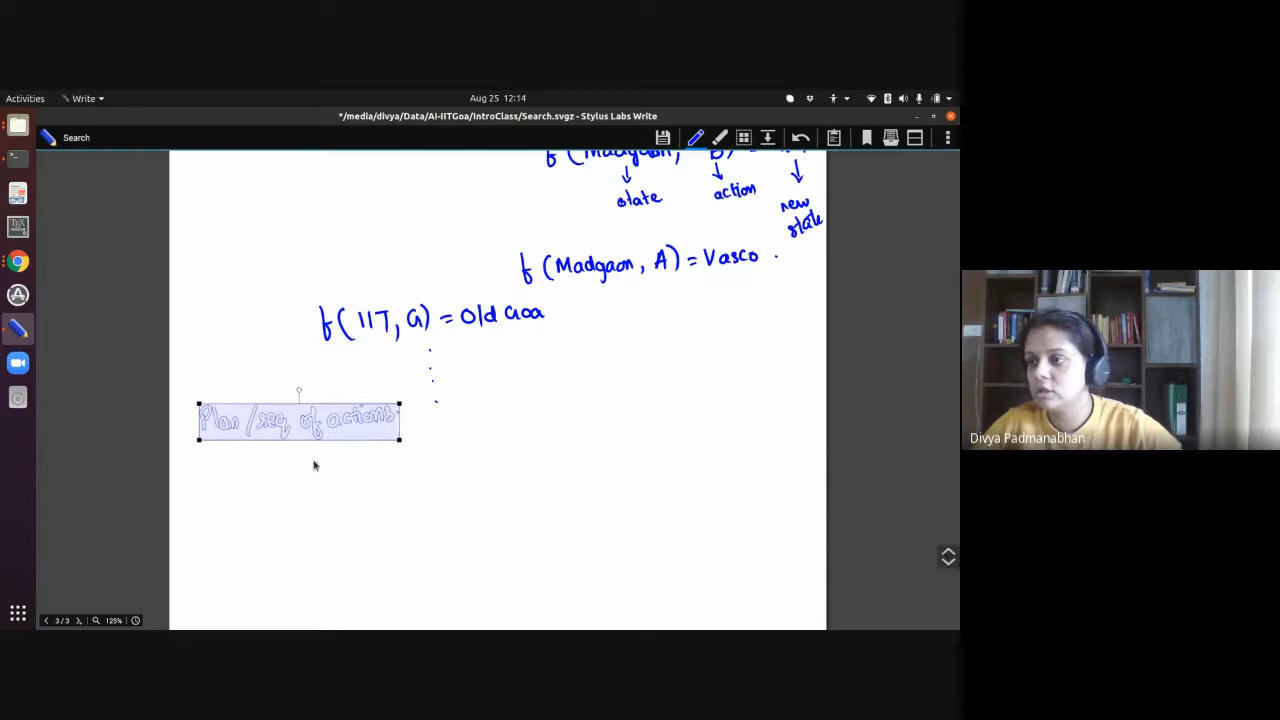 Activities Write Aug 25 12:14
*/media/divya/Data/AI-IITGoa/IntroClass/Search.svgz - Stylus Labs Write
Search
f (Madgaon, B) =
state action new state
f (Madgaon, A) = Vasco .
f ( IIT, G) = Old Goa
Plan /seq of actions
Divya Padmanabhan
3/3 125%